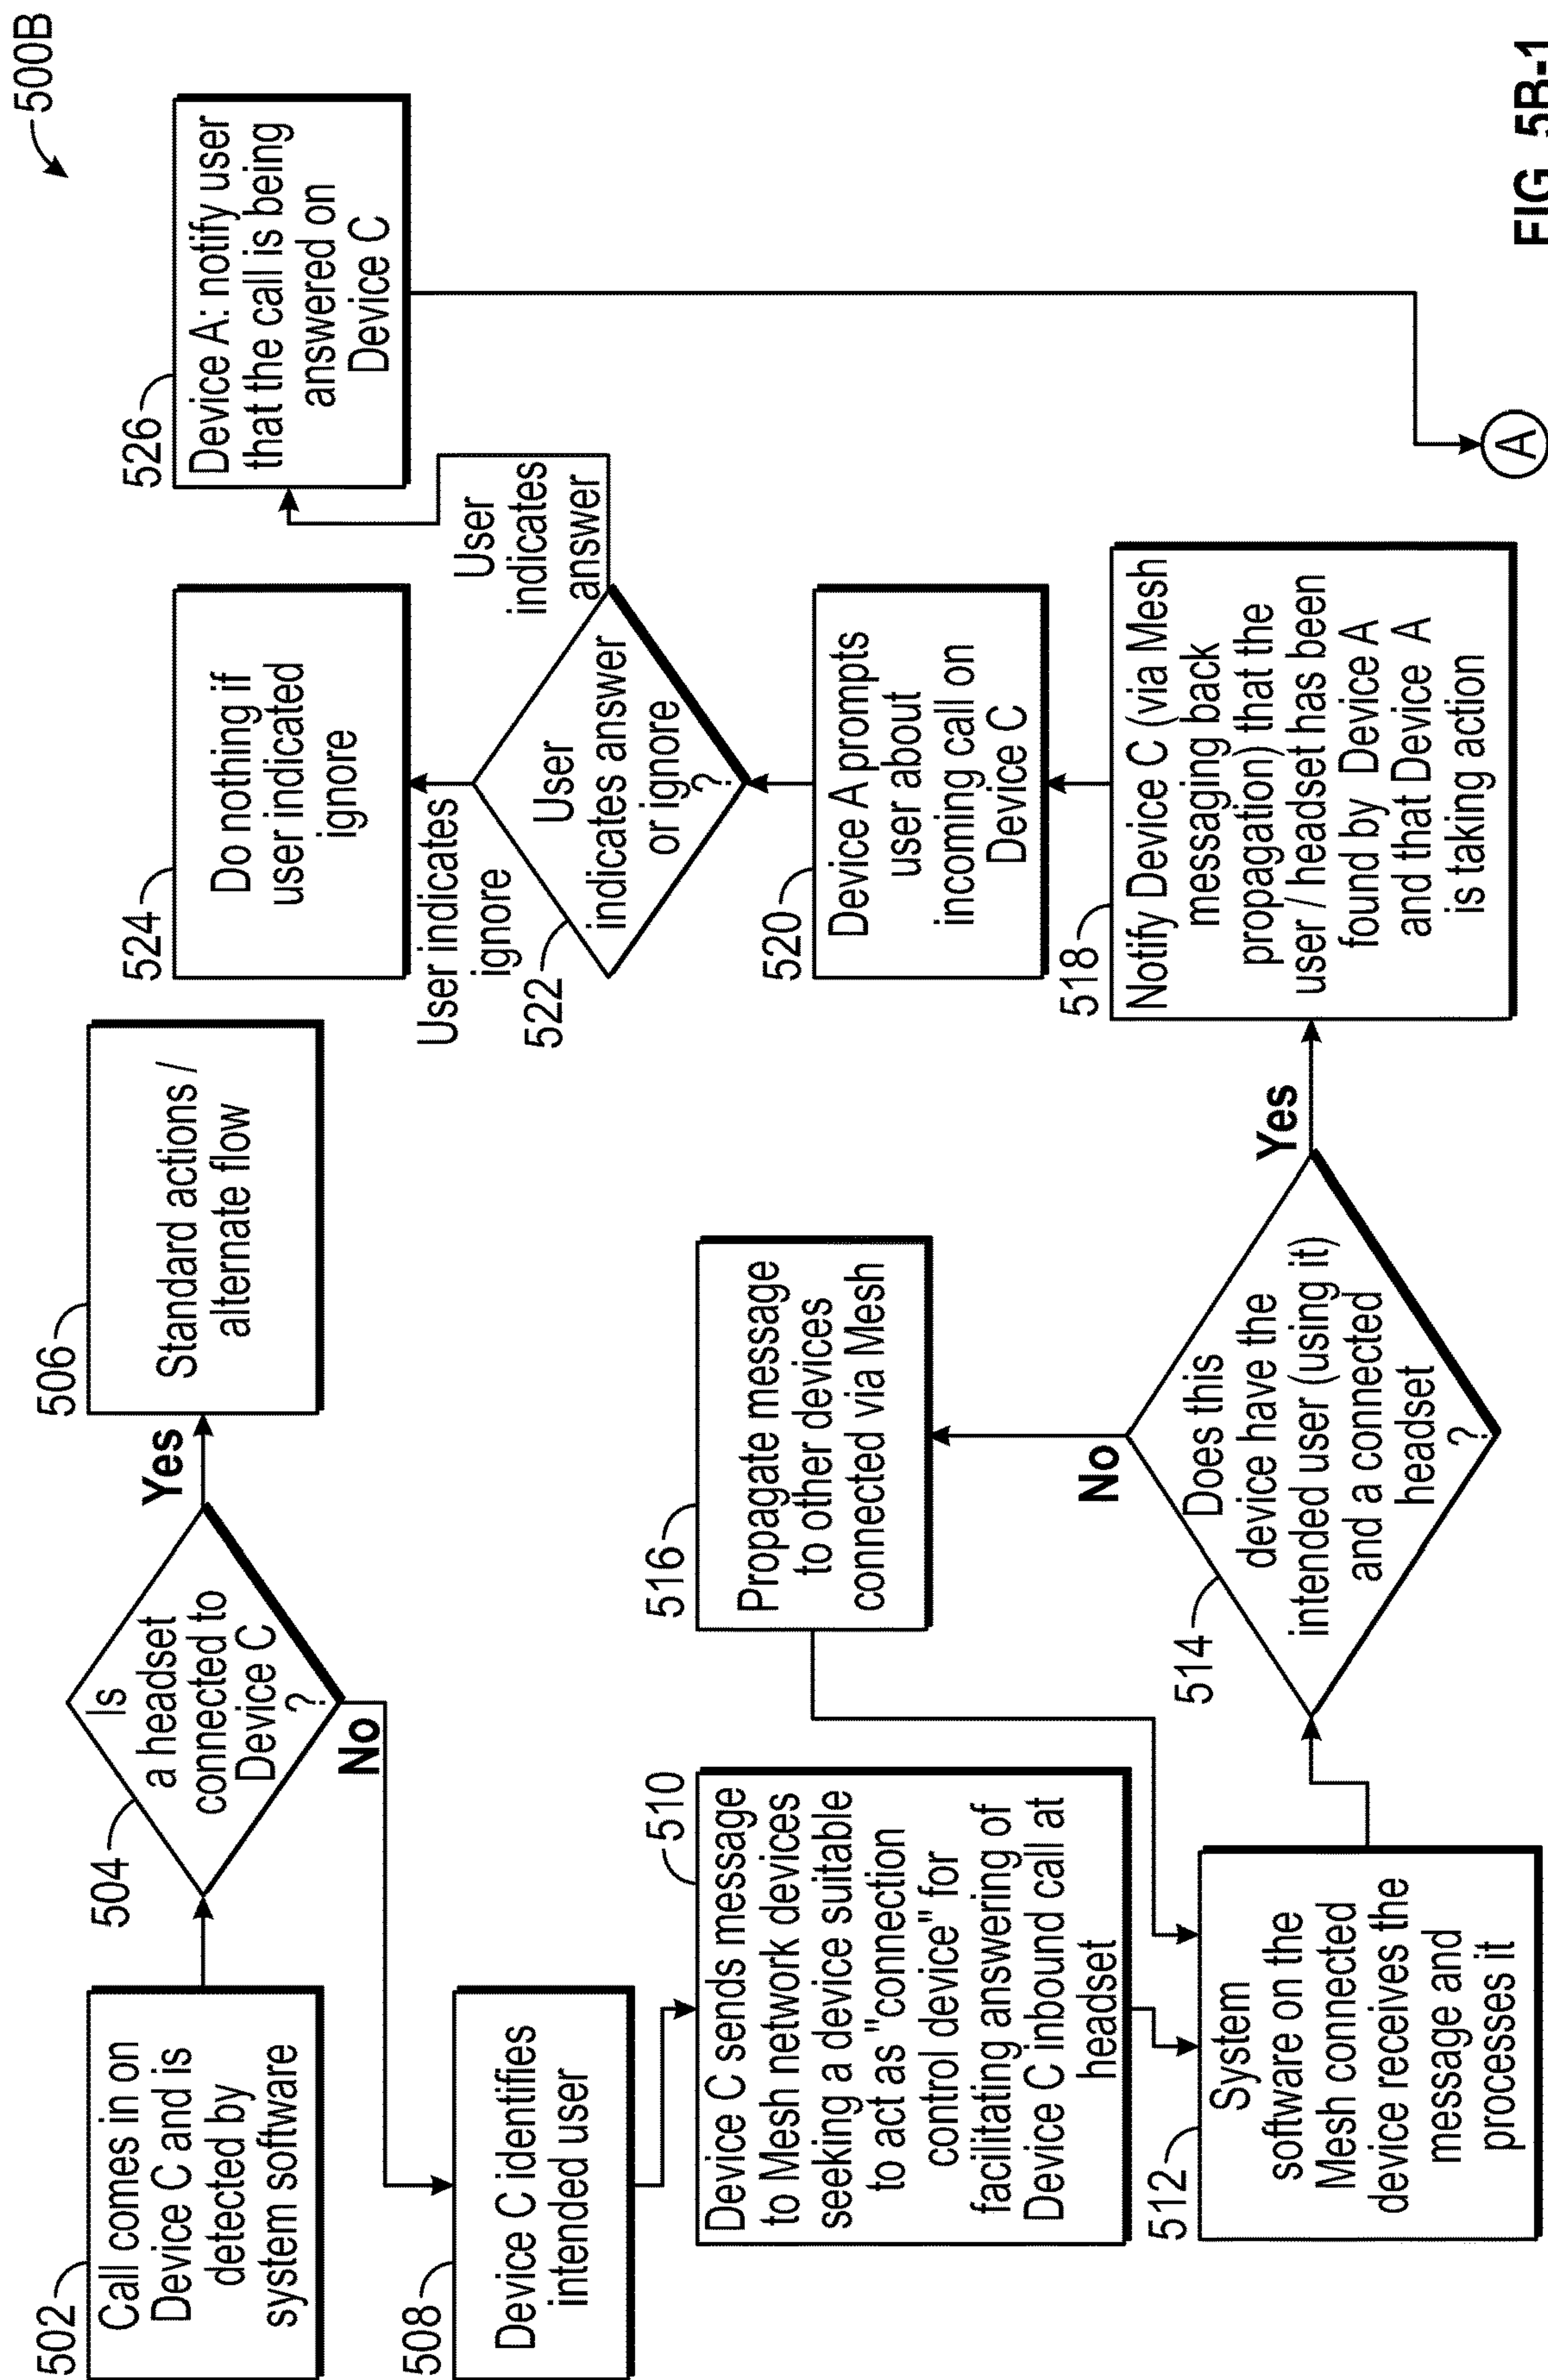 500B
502
Call comes in on
Device C and is
detected by
system software
504
Is
a headset
connected to
Device C
?
Yes
No
506
Standard actions /
alternate flow
508
Device C identifies
intended user
510
Device C sends message
to Mesh network devices
seeking a device suitable
to act as "connection
control device" for
facilitating answering of
Device C inbound call at
headset
512
System
software on the
Mesh connected
device receives the
message and
processes it
514
Does this
device have the
intended user (using it)
and a connected
headset
?
No
Yes
516
Propagate message
to other devices
connected via Mesh
518
Notify Device C (via Mesh
messaging back
propagation) that the
user / headset has been
found by Device A
and that Device A
is taking action
520
Device A prompts
user about
incoming call on
Device C
522
User
indicates answer
or ignore
?
User indicates
ignore
User
indicates
answer
524
Do nothing if
user indicated
ignore
526
Device A: notify user
that the call is being
answered on
Device C
A
FIG. 5B-1